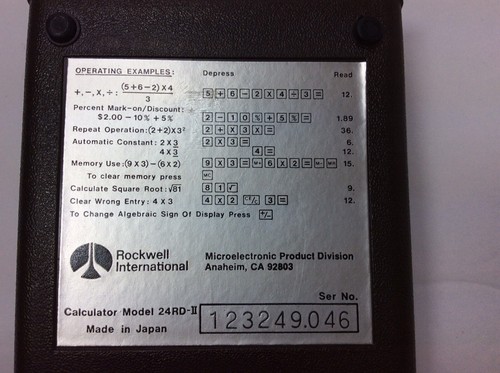 OPERATING EXAMPLES: Depress Read
+,-,X,÷: (5+6-2)X4 / 3 5 + 6 - 2 X 4 ÷ 3 = 12.
Percent Mark-on/Discount:
$2.00 - 10% + 5% 2 - 1 0 % + 5 % = 1.89
Repeat Operation: (2+2)X3² 2 + X 3 X = 36.
Automatic Constant: 2 X 3 2 X 3 = 6.
4 X 3 4 = 12.
Memory Use: (9 X 3) - (6 X 2) 9 X 3 = M+ 6 X 2 = M- MR 15.
To clear memory press MC
Calculate Square Root: √81 8 1 √ 9.
Clear Wrong Entry: 4 X 3 4 X 2 CE/C 3 = 12.
To Change Algebraic Sign Of Display Press +/-
Rockwell International
Microelectronic Product Division
Anaheim, CA 92803
Ser No.
Calculator Model 24RD-II 123249.046
Made in Japan